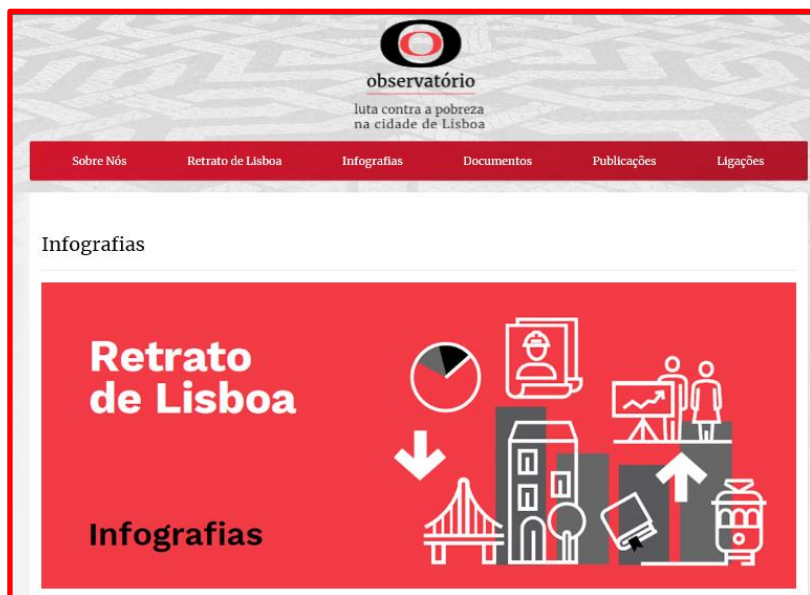 observatório
luta contra a pobreza
na cidade de Lisboa
Sobre Nós Retrato de Lisboa Infografias Documentos Publicações Ligações
Infografias
Retrato
de Lisboa
Infografias